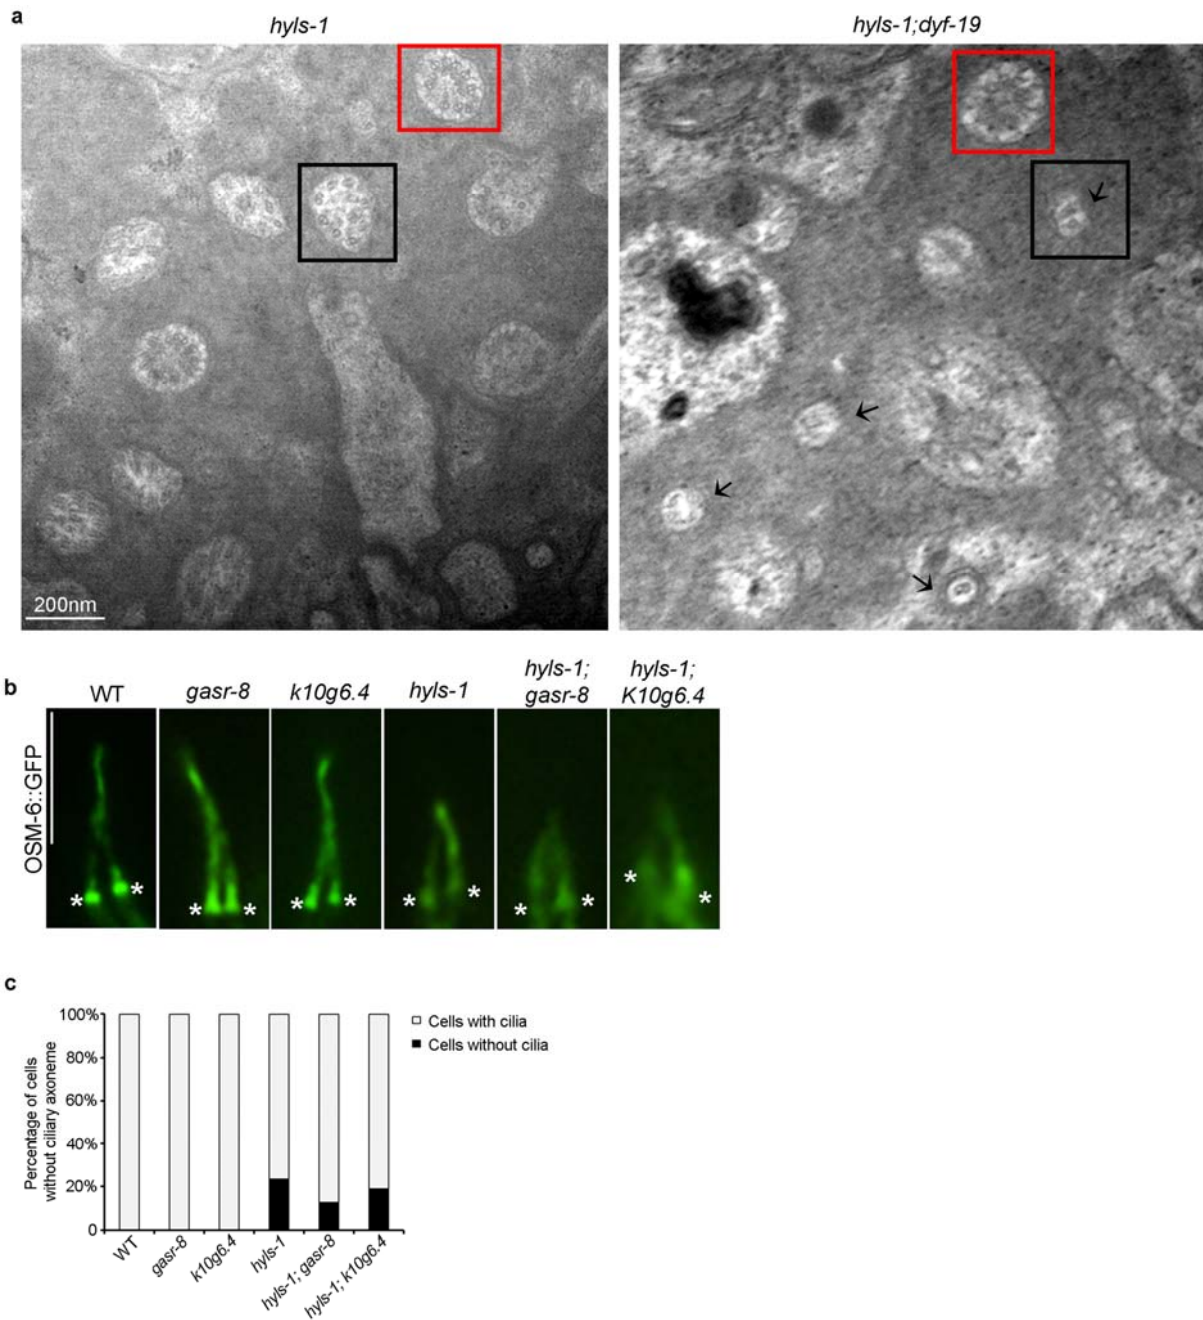 a
hyls-1
hyls-1;dyf-19
200nm
b
WT
gasr-8
k10g6.4
hyls-1
hyls-1;
gasr-8
hyls-1;
K10g6.4
OSM-6::GFP
*
*
*
*
*
*
*
*
*
*
*
*
c
Percentage of cells
without ciliary axoneme
100%
80%
60%
40%
20%
0
Cells with cilia
Cells without cilia
WT
gasr-8
k10g6.4
hyls-1
hyls-1; gasr-8
hyls-1; k10g6.4